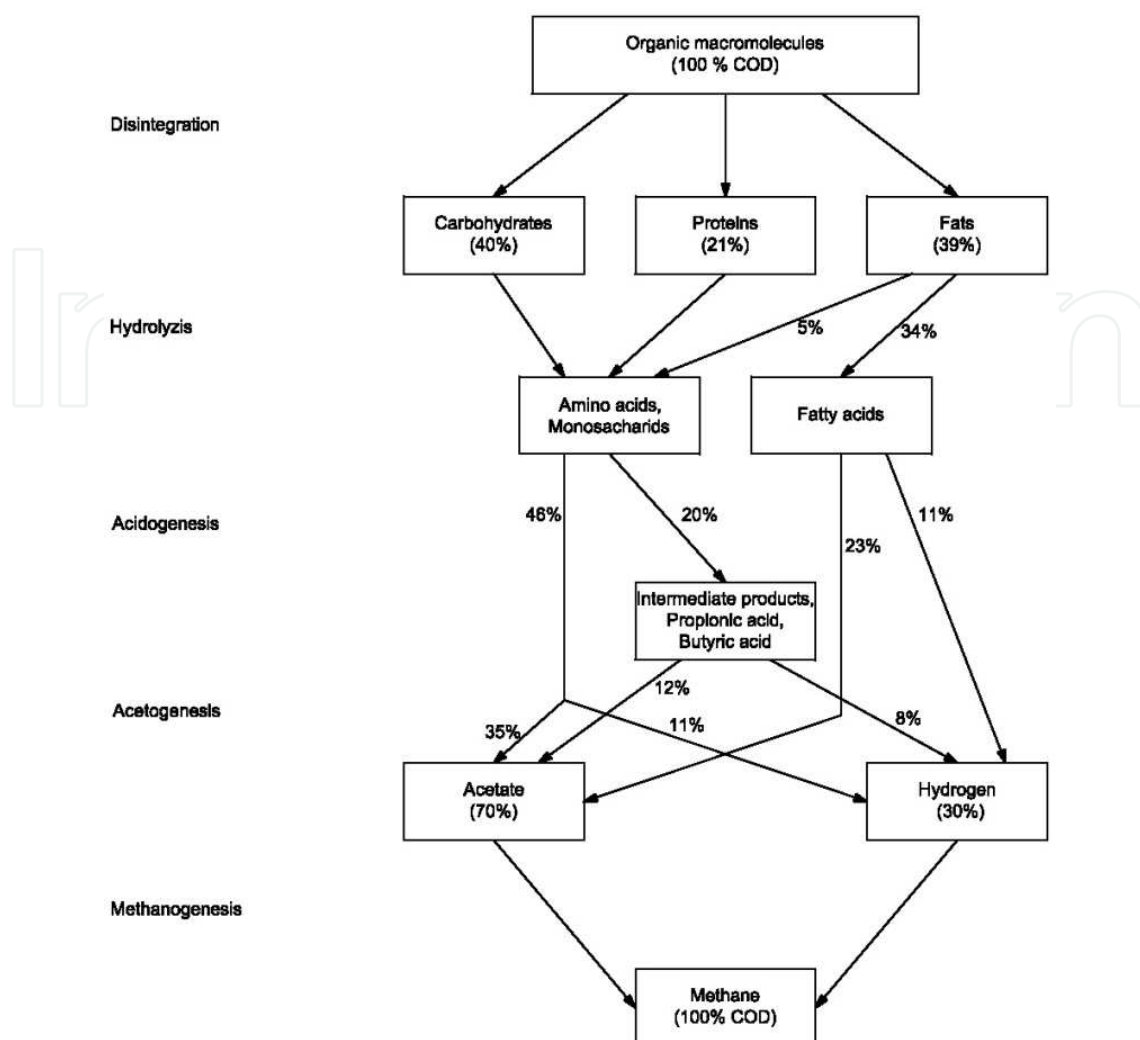 Organic macromolecules
(100 % COD)
Disintegration
Carbohydrates
(40%)
Proteins
(21%)
Fats
(39%)
Hydrolyzis
5%
34%
Amino acids,
Monosacharids
Fatty acids
Acidogenesis
46%
20%
23%
11%
Intermediate products,
Propionic acid,
Butyric acid
Acetogenesis
12%
35%
11%
8%
Acetate
(70%)
Hydrogen
(30%)
Methanogenesis
Methane
(100% COD)